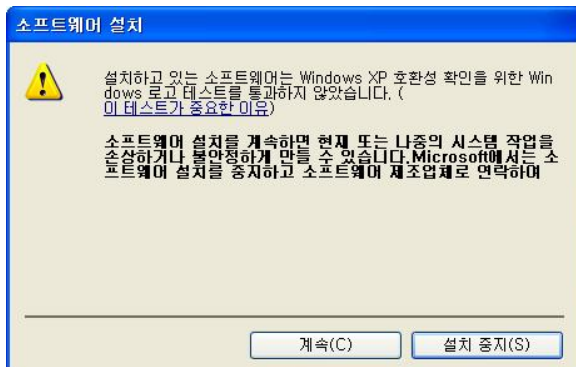 소프트웨어 설치
설치하고 있는 소프트웨어는 Windows XP 호환성 확인을 위한 Win
dows 로고 테스트를 통과하지 않았습니다. (
이 테스트가 중요한 이유)
소프트웨어 설치를 계속하면 현재 또는 나중의 시스템 작업을
손상하거나 불안정하게 만들 수 있습니다.Microsoft에서는 소
프트웨어 설치를 중지하고 소프트웨어 제조업체로 연락하여
계속(C)
설치 중지(S)